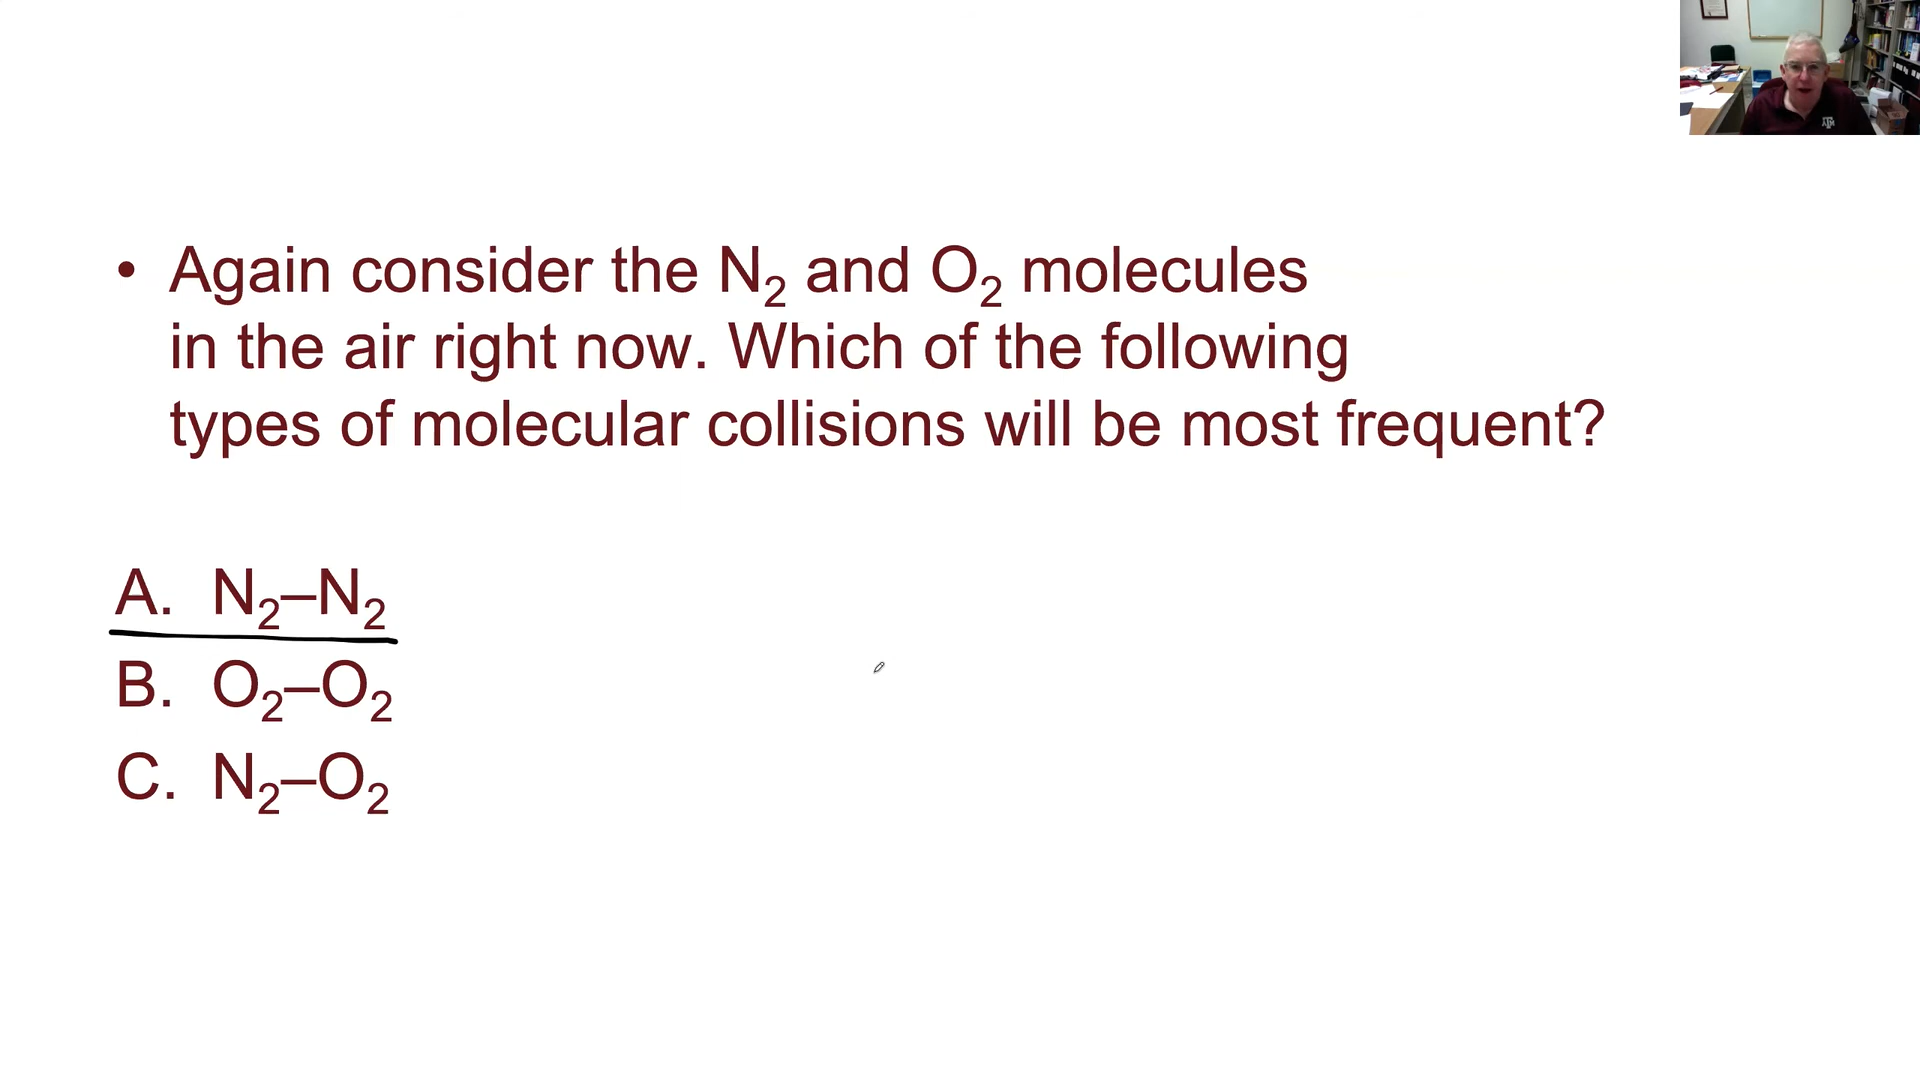 • Again consider the N₂ and O₂ molecules
in the air right now. Which of the following
types of molecular collisions will be most frequent?
A. N₂–N₂
B. O₂–O₂
C. N₂–O₂